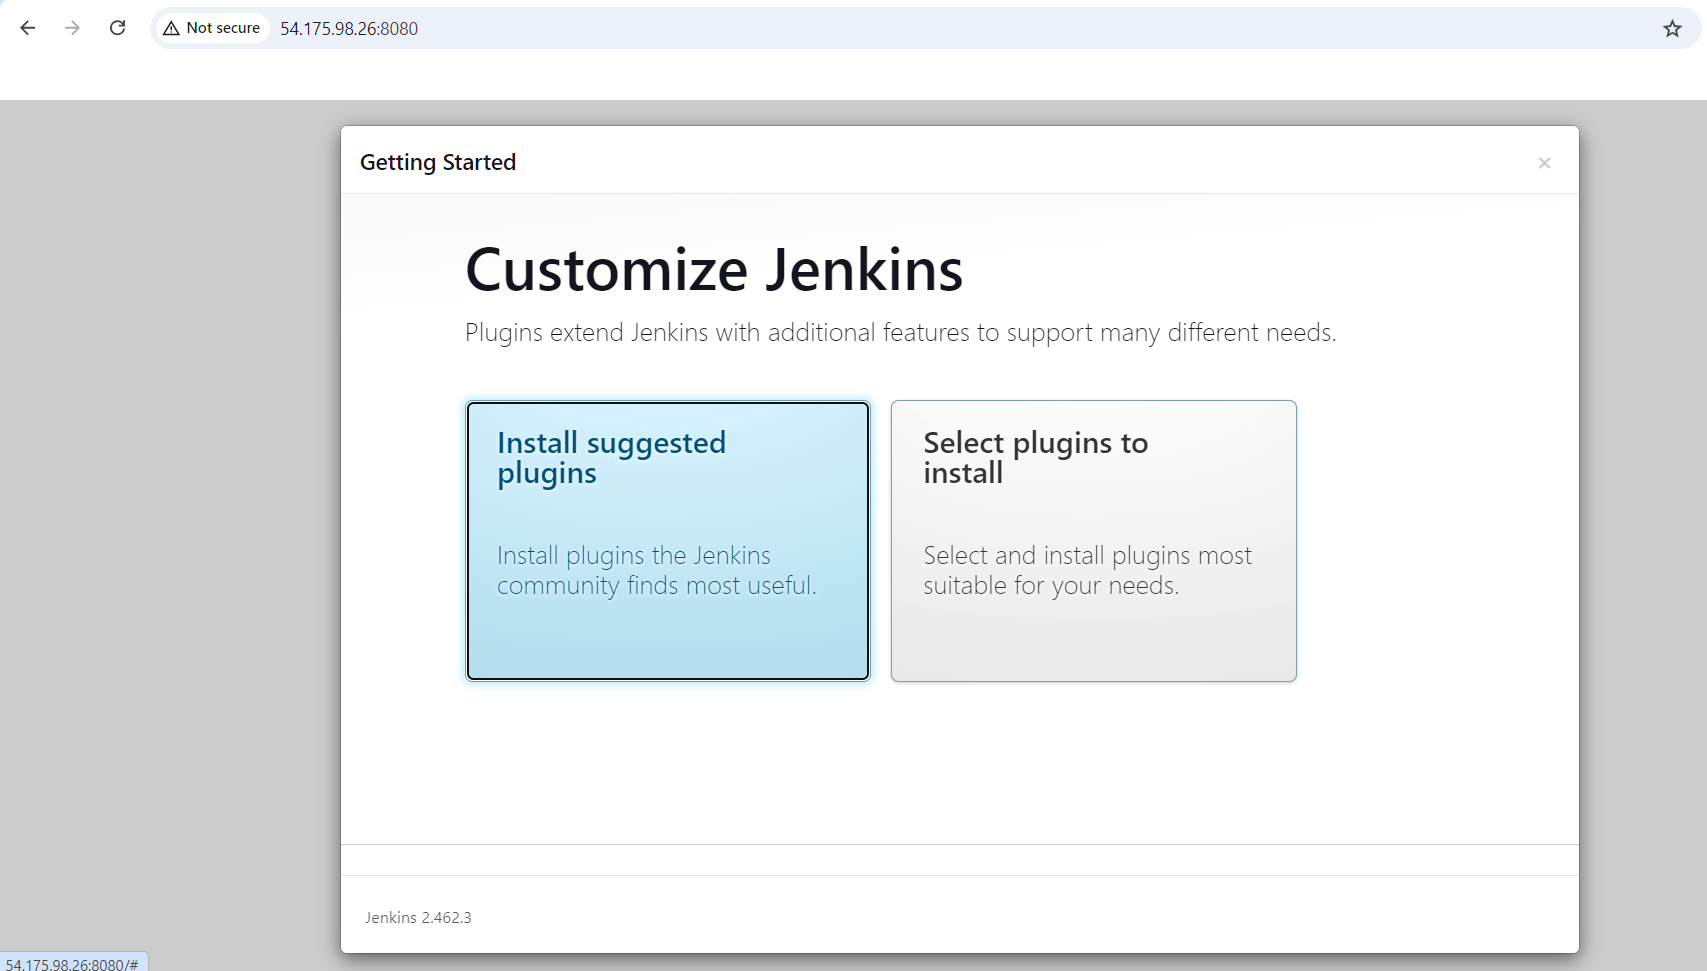 Not secure
54.175.98.26:8080
Getting Started
×
Customize Jenkins
Plugins extend Jenkins with additional features to support many different needs.
Install suggested
plugins
Install plugins the Jenkins
community finds most useful.
Select plugins to
install
Select and install plugins most
suitable for your needs.
Jenkins 2.462.3
54.175.98.26:8080/#